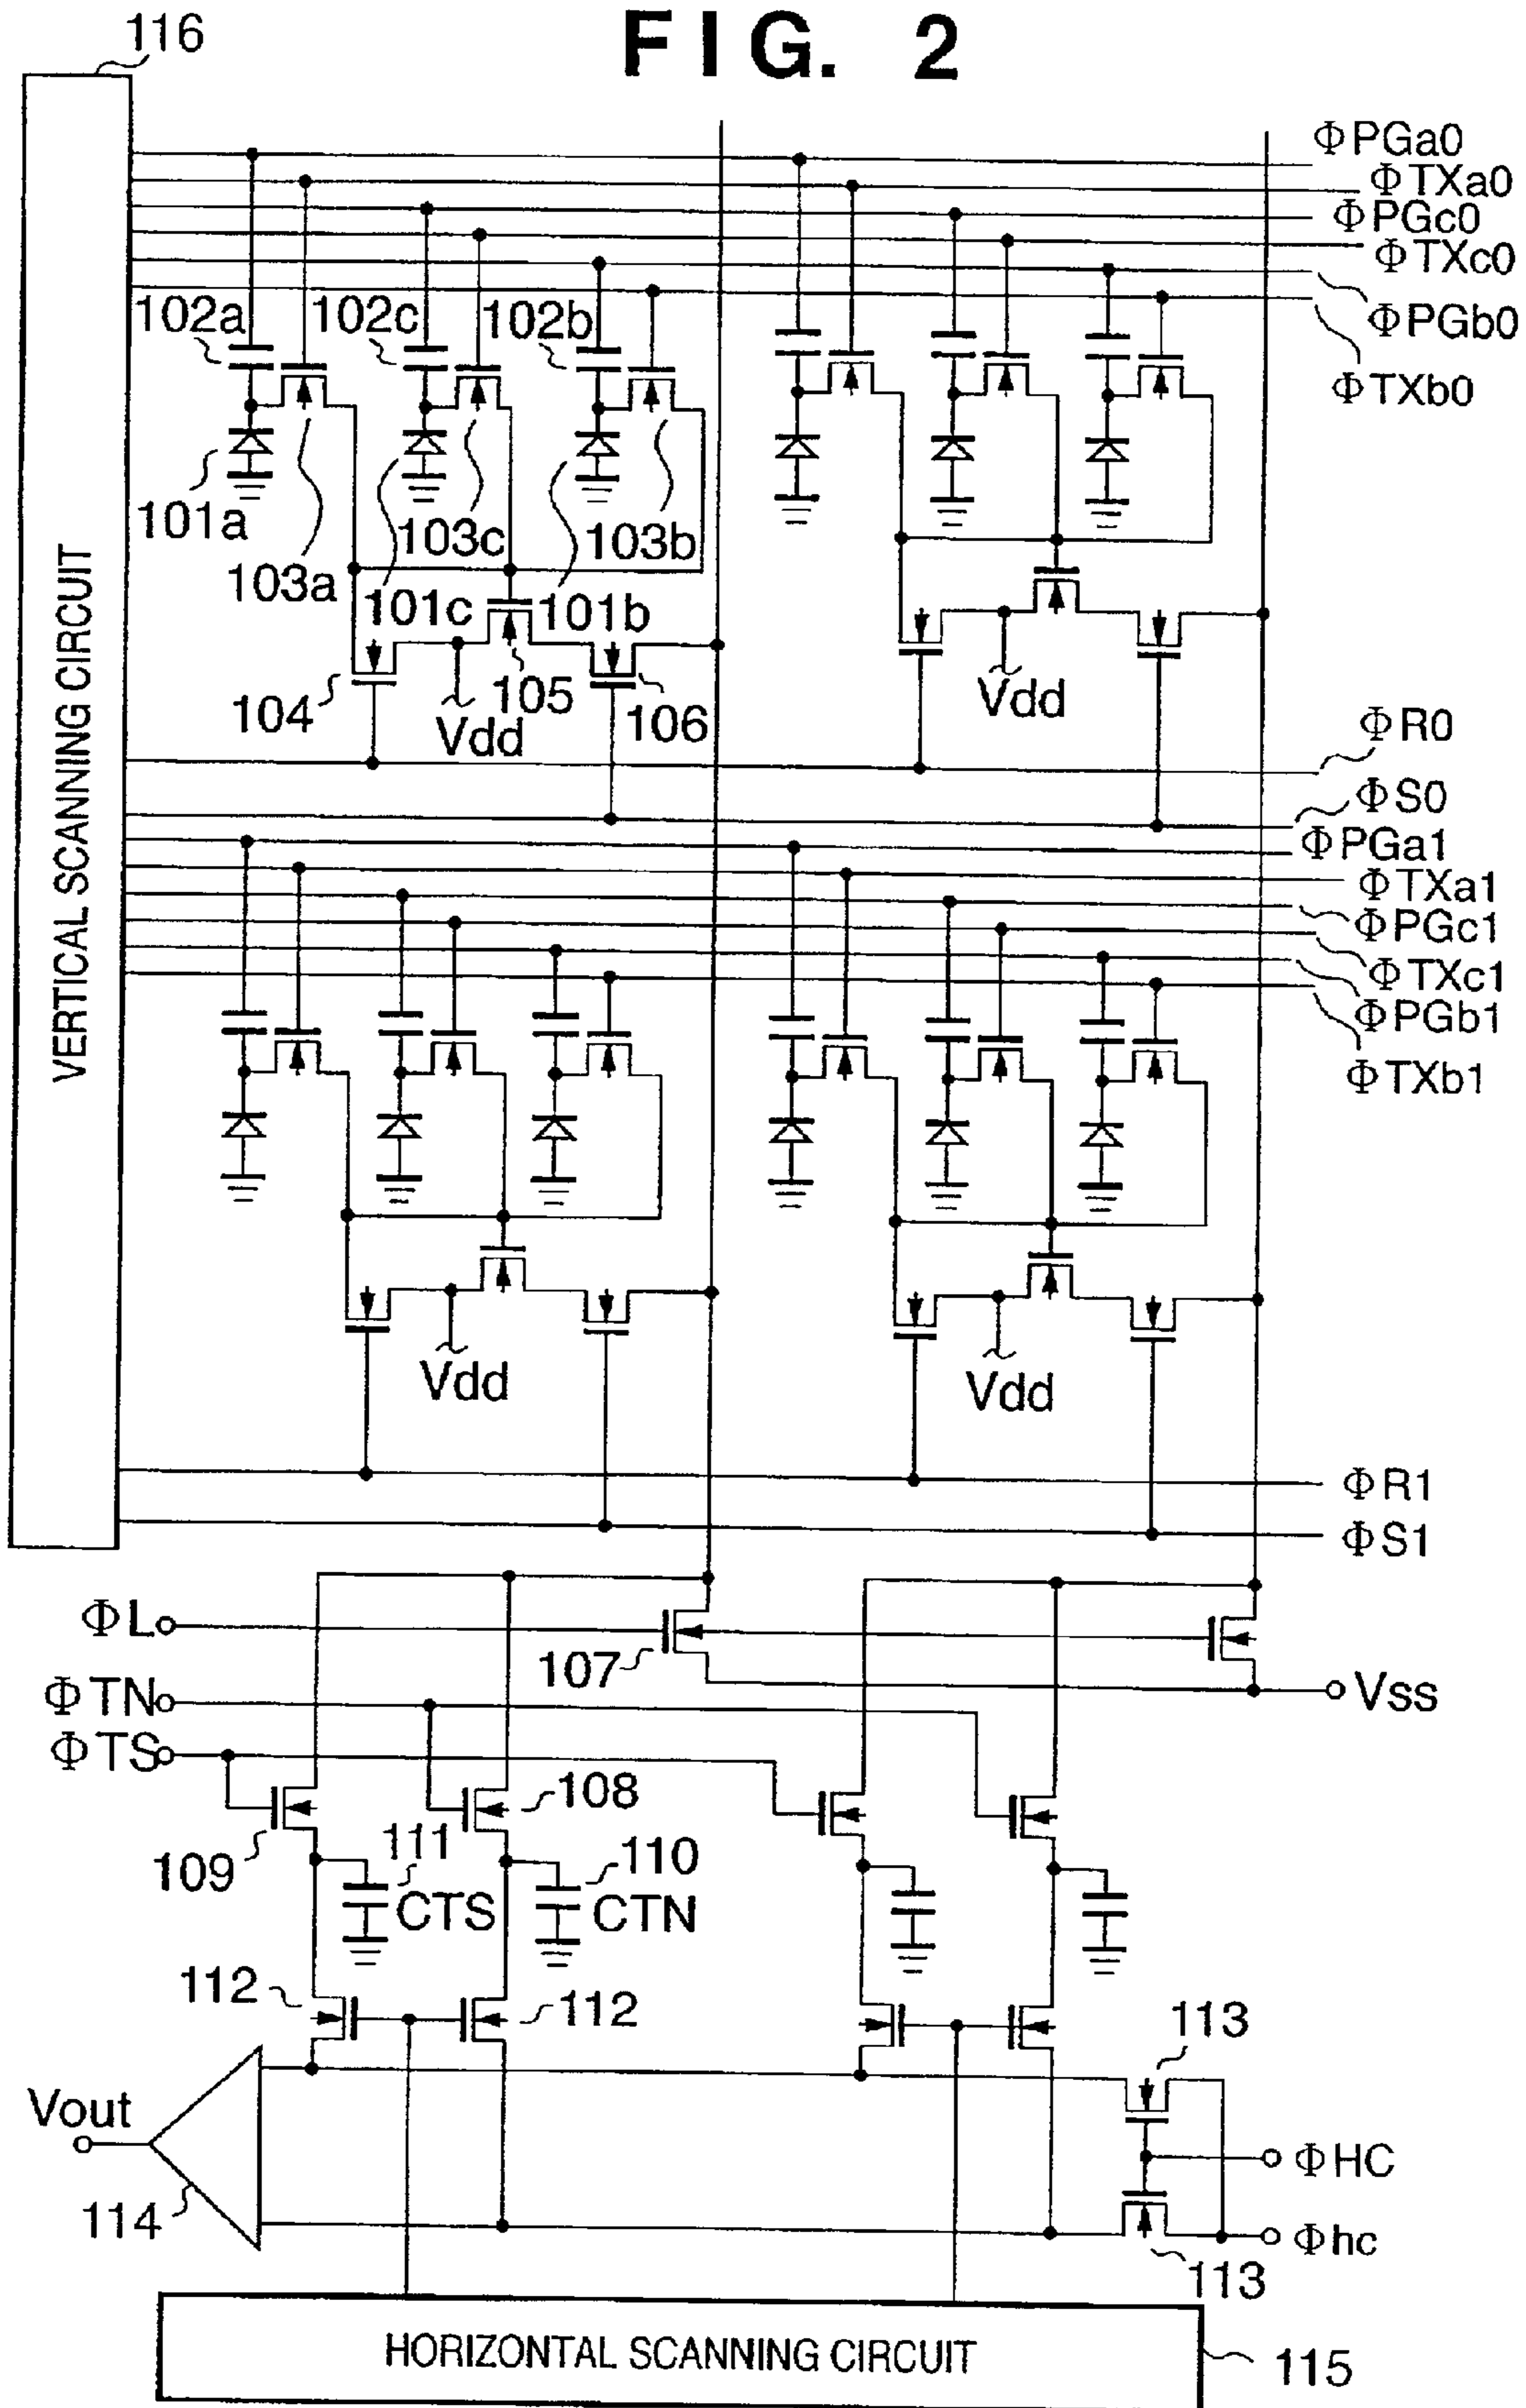 FIG. 2
116
ΦPGa0
ΦTXa0
ΦPGc0
ΦTXc0
ΦPGb0
ΦTXb0
102a
102c
102b
101a
103a
103c
103b
101c
101b
104
105
106
Vdd
Vdd
VERTICAL SCANNING CIRCUIT
ΦR0
ΦS0
ΦPGa1
ΦTXa1
ΦPGc1
ΦTXc1
ΦPGb1
ΦTXb1
Vdd
Vdd
ΦR1
ΦS1
ΦL
107
ΦTN
Vss
ΦTS
108
109
111
110
CTS
CTN
112
112
113
Vout
ΦHC
114
Φhc
113
HORIZONTAL SCANNING CIRCUIT
115